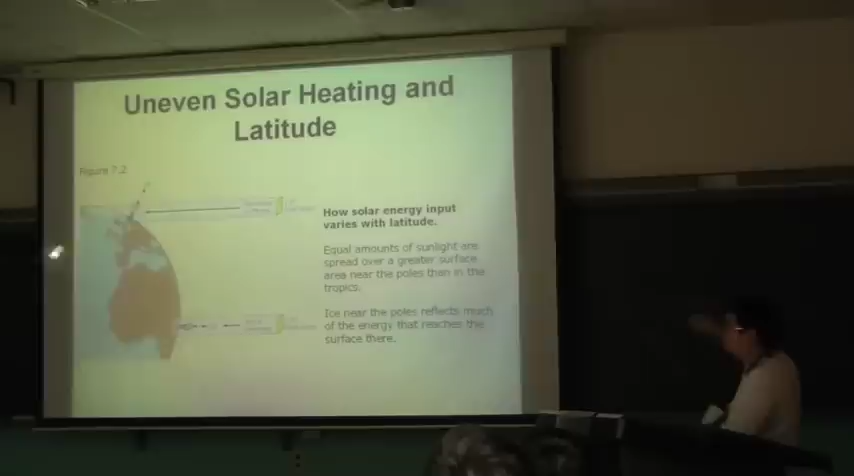 Uneven Solar Heating and
Latitude
Figure 7.2
How solar energy input
varies with latitude.
Equal amounts of sunlight are
spread over a greater surface
area near the poles than in the
tropics.
Ice near the poles reflects much
of the energy that reaches the
surface there.